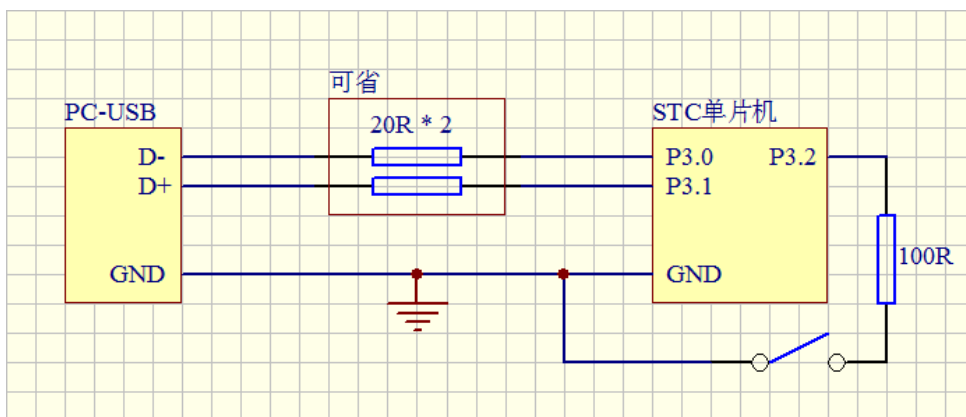 可省
PC-USB
20R * 2
STC单片机
D-
P3.0
P3.2
D+
P3.1
GND
GND
100R